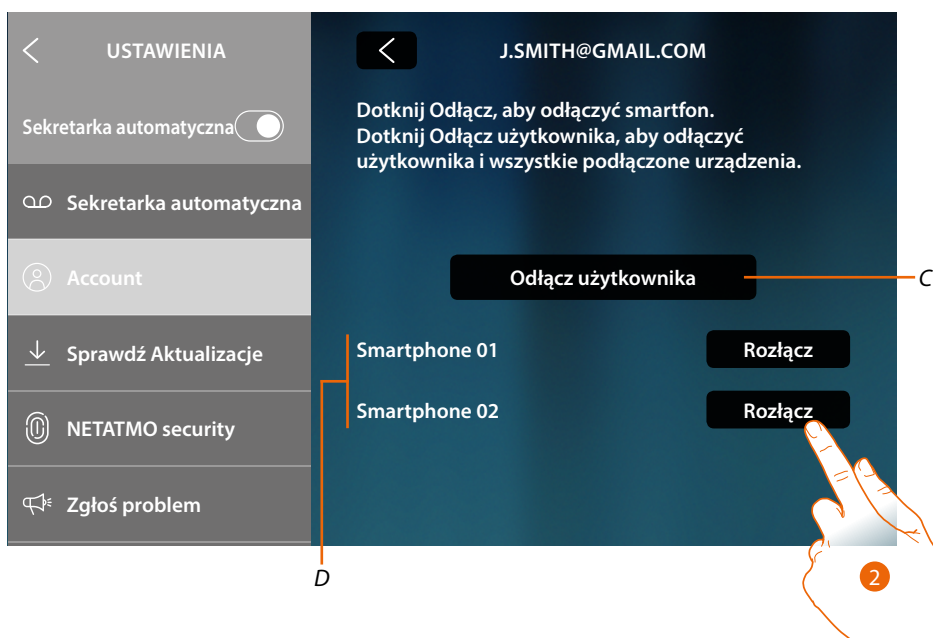 USTAWIENIA
Sekretarka automatyczna
Sekretarka automatyczna
Account
Sprawdź Aktualizacje
NETATMO security
Zgłoś problem
J.SMITH@GMAIL.COM
Dotknij Odłącz, aby odłączyć smartfon.
Dotknij Odłącz użytkownika, aby odłączyć
użytkownika i wszystkie podłączone urządzenia.
Odłącz użytkownika
C
Smartphone 01 Rozłącz
Smartphone 02 Rozłącz
D
2